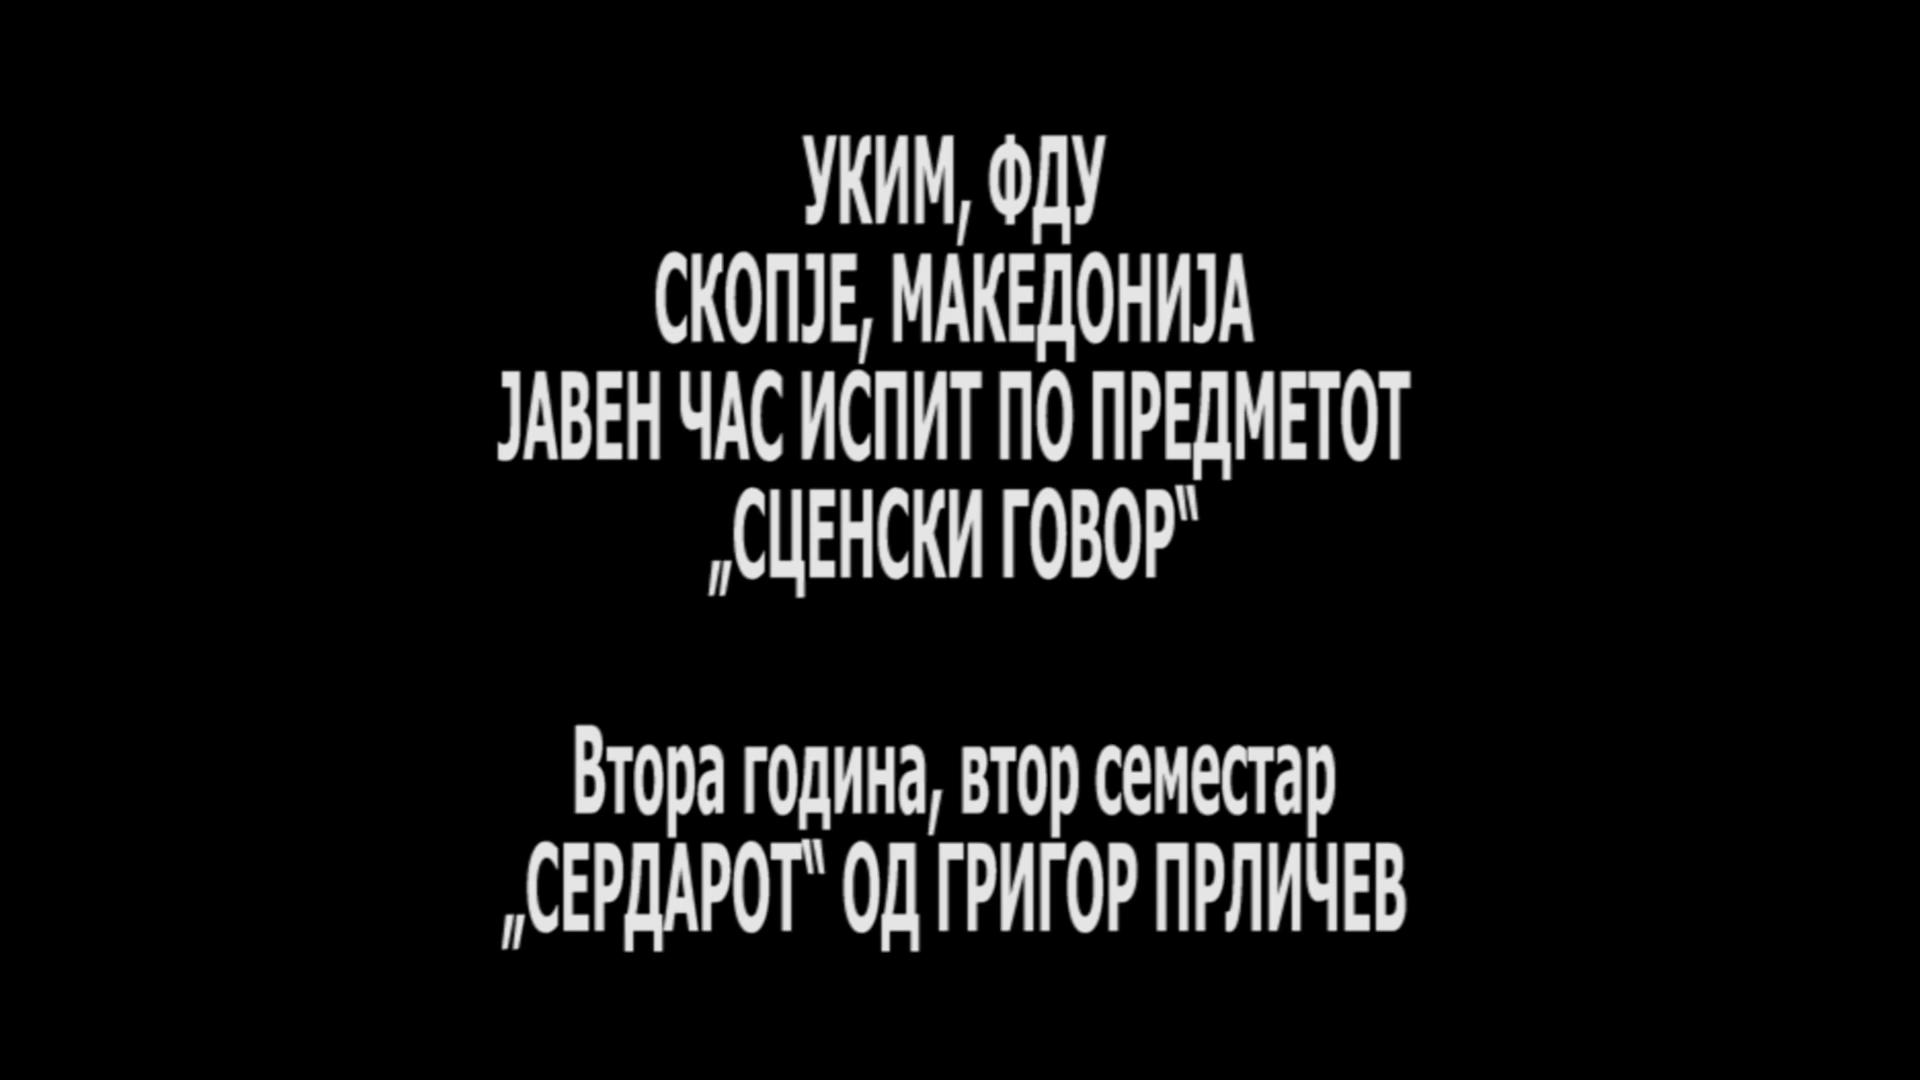 УКИМ, ФДУ
СКОПЈЕ, МАКЕДОНИЈА
ЈАВЕН ЧАС ИСПИТ ПО ПРЕДМЕТОТ
„СЦЕНСКИ ГОВОР‟
Втора година, втор семестар
„СЕРДАРОТ‟ ОД ГРИГОР ПРЛИЧЕВ